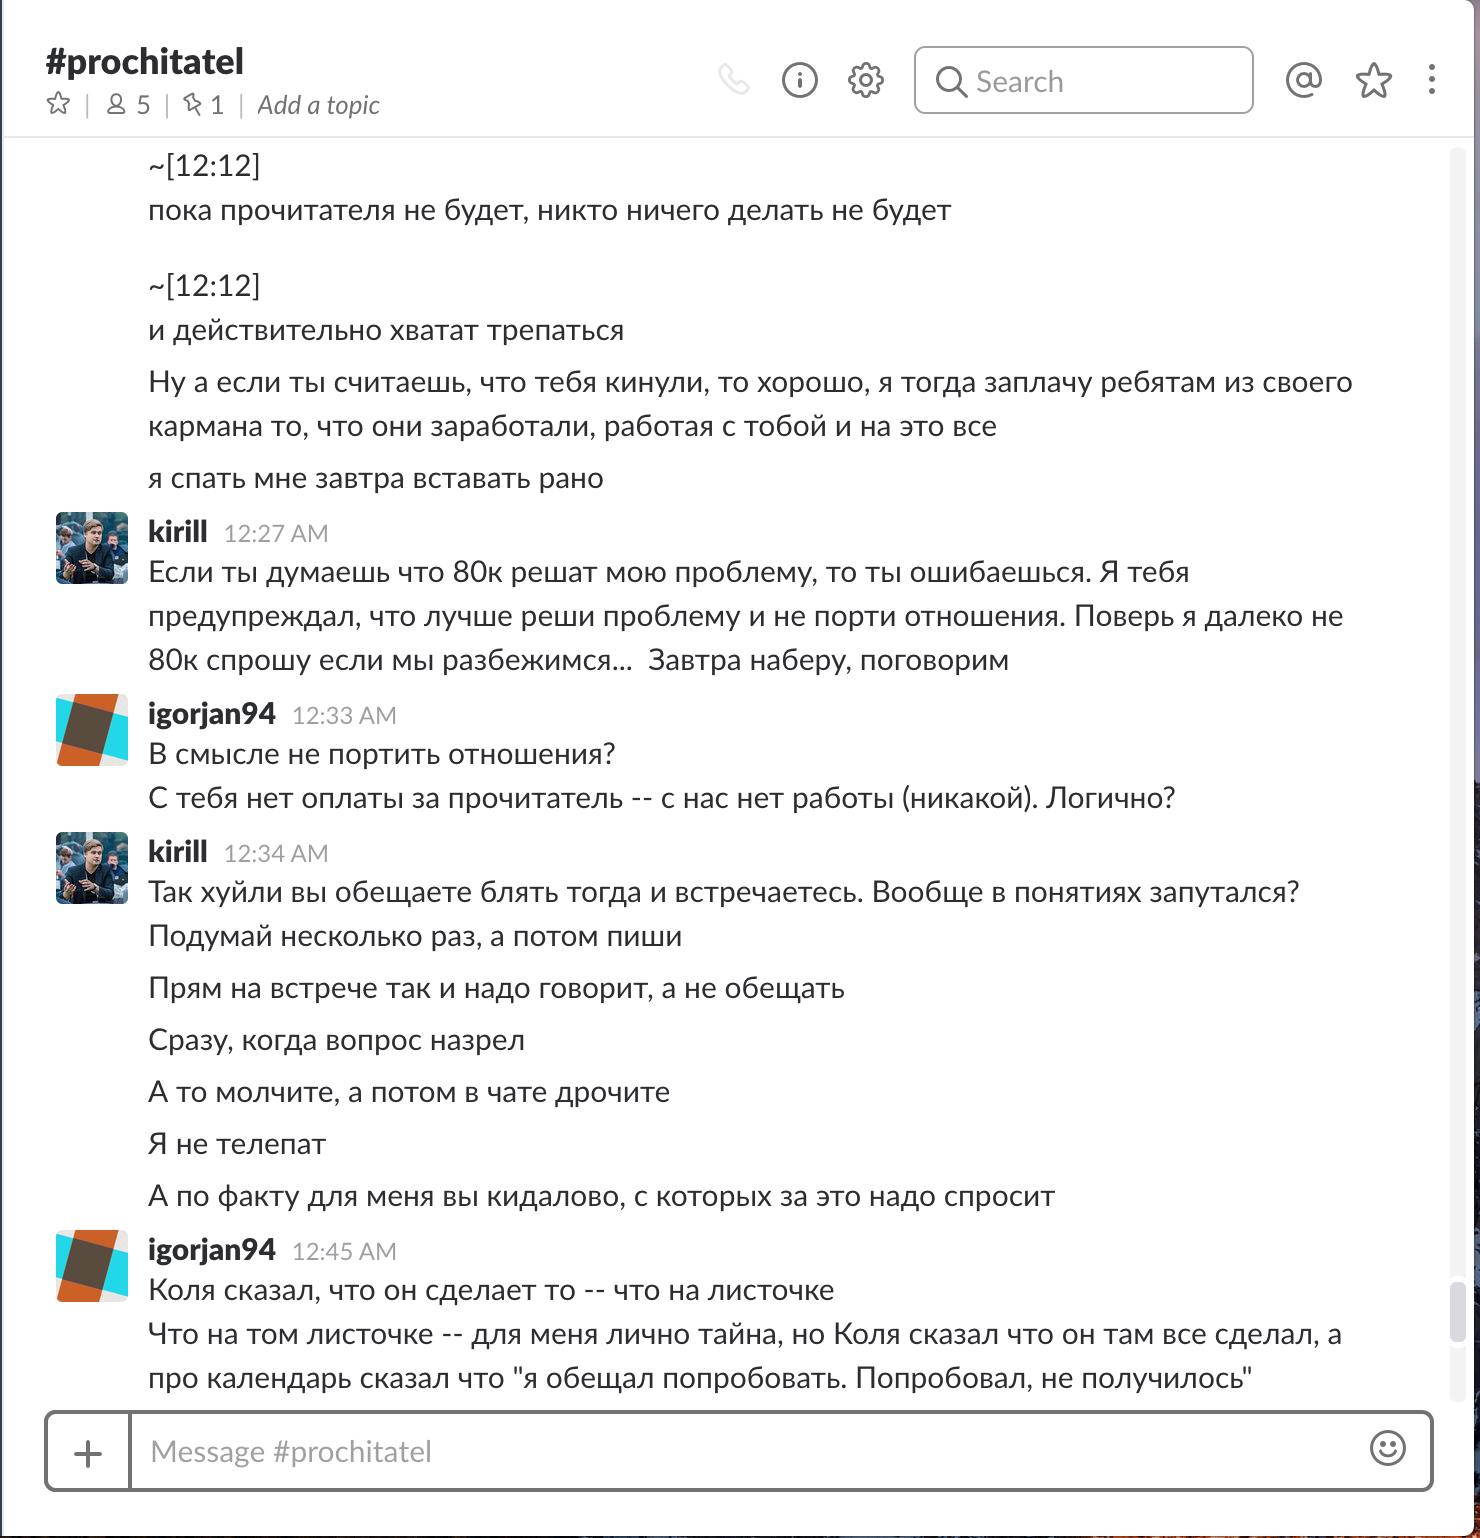 #prochitatel
5 | 1 | Add a topic
Search
~[12:12]
пока прочитателя не будет, никто ничего делать не будет
~[12:12]
и действительно хватат трепаться
Ну а если ты считаешь, что тебя кинули, то хорошо, я тогда заплачу ребятам из своего
кармана то, что они заработали, работая с тобой и на это все
я спать мне завтра вставать рано
kirill 12:27 AM
Если ты думаешь что 80к решат мою проблему, то ты ошибаешься. Я тебя
предупреждал, что лучше реши проблему и не порти отношения. Поверь я далеко не
80к спрошу если мы разбежимся... Завтра наберу, поговорим
igorjan94 12:33 AM
В смысле не портить отношения?
С тебя нет оплаты за прочитатель -- с нас нет работы (никакой). Логично?
kirill 12:34 AM
Так хуйли вы обещаете блять тогда и встречаетесь. Вообще в понятиях запутался?
Подумай несколько раз, а потом пиши
Прям на встрече так и надо говорит, а не обещать
Сразу, когда вопрос назрел
А то молчите, а потом в чате дрочите
Я не телепат
А по факту для меня вы кидалово, с которых за это надо спросит
igorjan94 12:45 AM
Коля сказал, что он сделает то -- что на листочке
Что на том листочке -- для меня лично тайна, но Коля сказал что он там все сделал, а
про календарь сказал что "я обещал попробовать. Попробовал, не получилось"
Message #prochitatel